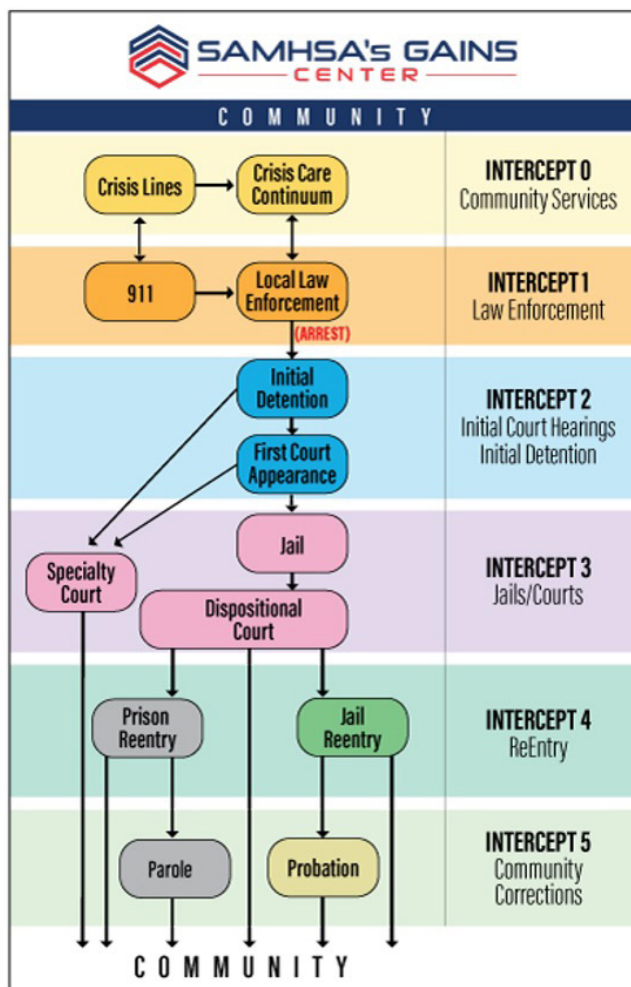 SAMHSA's GAINS
CENTER
COMMUNITY
Crisis Lines
Crisis Care
Continuum
INTERCEPT 0
Community Services
911
Local Law
Enforcement
(ARREST)
INTERCEPT 1
Law Enforcement
Initial
Detention
First Court
Appearance
INTERCEPT 2
Initial Court Hearings
Initial Detention
Jail
Specialty
Court
Dispositional
Court
INTERCEPT 3
Jails/Courts
Prison
Reentry
Jail
Reentry
INTERCEPT 4
ReEntry
Parole
Probation
INTERCEPT 5
Community
Corrections
COMMUNITY